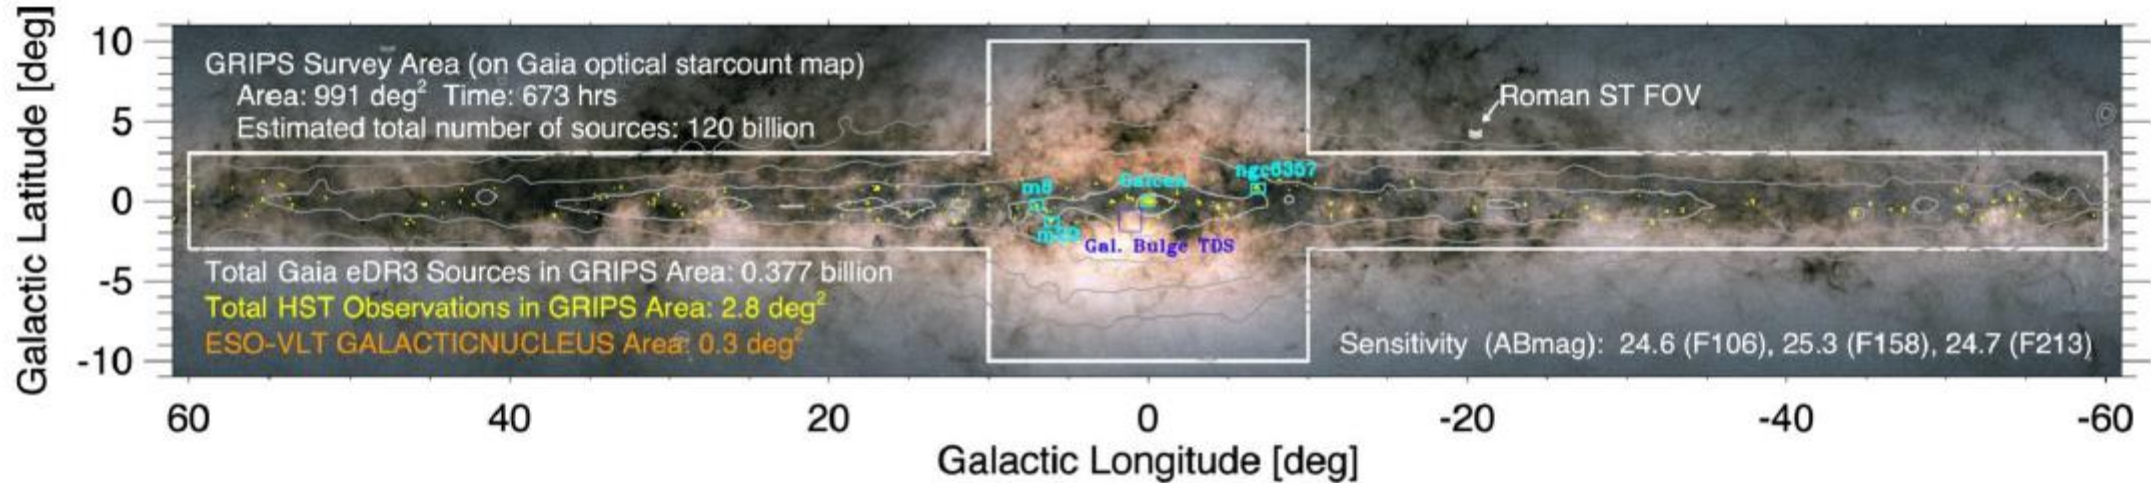 GRIPS Survey Area (on Gaia optical starcount map)
Area: 991 deg² Time: 673 hrs
Estimated total number of sources: 120 billion
Roman ST FOV
ngc6357
Galcen
m8
Gal. Bulge TDS
Total Gaia eDR3 Sources in GRIPS Area: 0.377 billion
Total HST Observations in GRIPS Area: 2.8 deg²
ESO-VLT GALACTICNUCLEUS Area: 0.3 deg²
Sensitivity (ABmag): 24.6 (F106), 25.3 (F158), 24.7 (F213)
Galactic Latitude [deg]
10
5
0
-5
-10
60 40 20 0 -20 -40 -60
Galactic Longitude [deg]